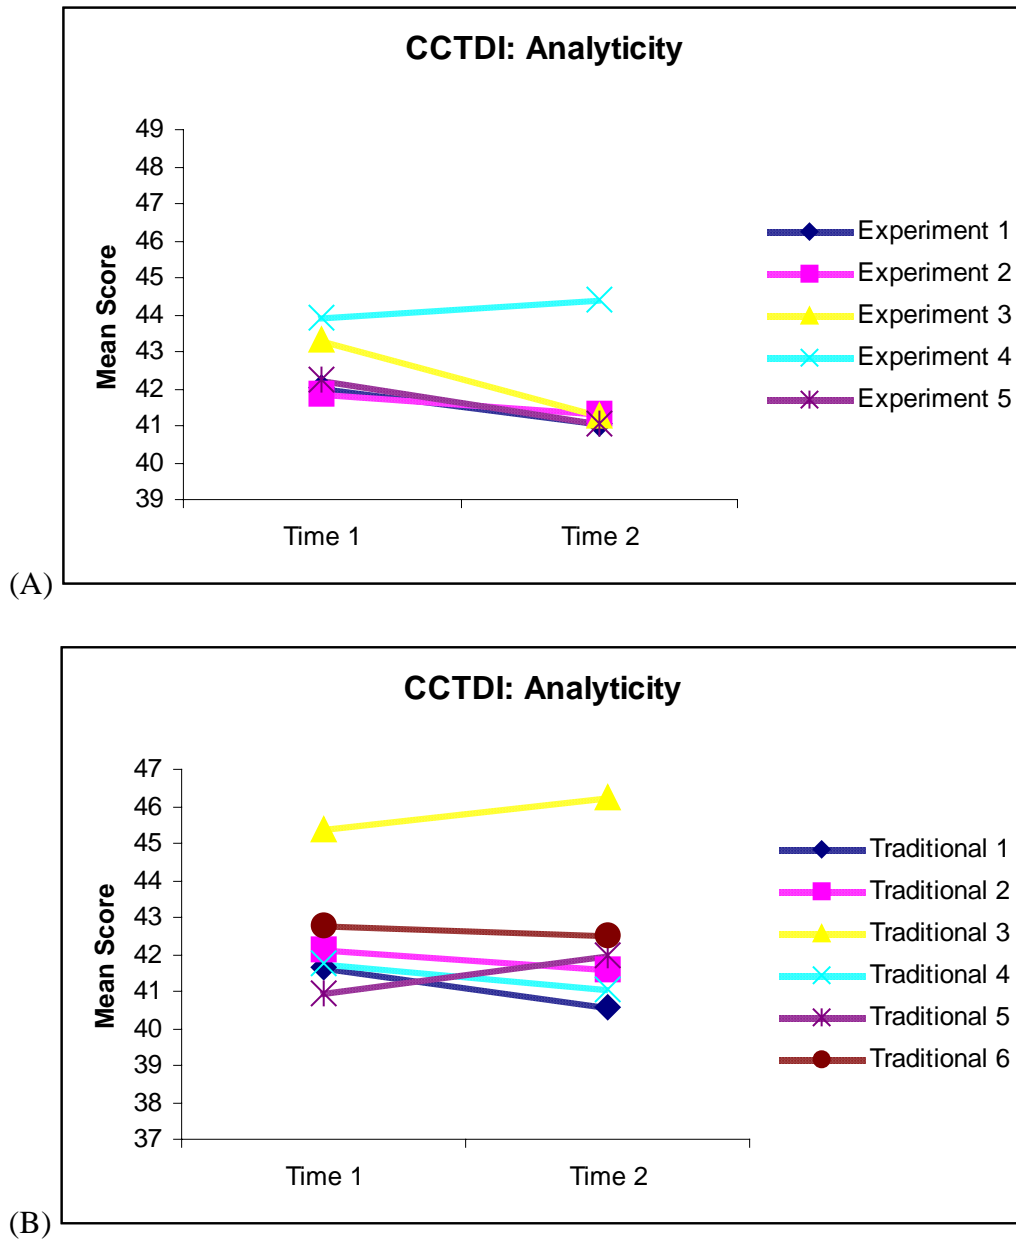 CCTDI: Analyticity
49
48
47
46
45
44
43
42
41
40
39
Mean Score
Time 1
Time 2
Experiment 1
Experiment 2
Experiment 3
Experiment 4
Experiment 5
(A)
CCTDI: Analyticity
47
46
45
44
43
42
41
40
39
38
37
Mean Score
Time 1
Time 2
Traditional 1
Traditional 2
Traditional 3
Traditional 4
Traditional 5
Traditional 6
(B)